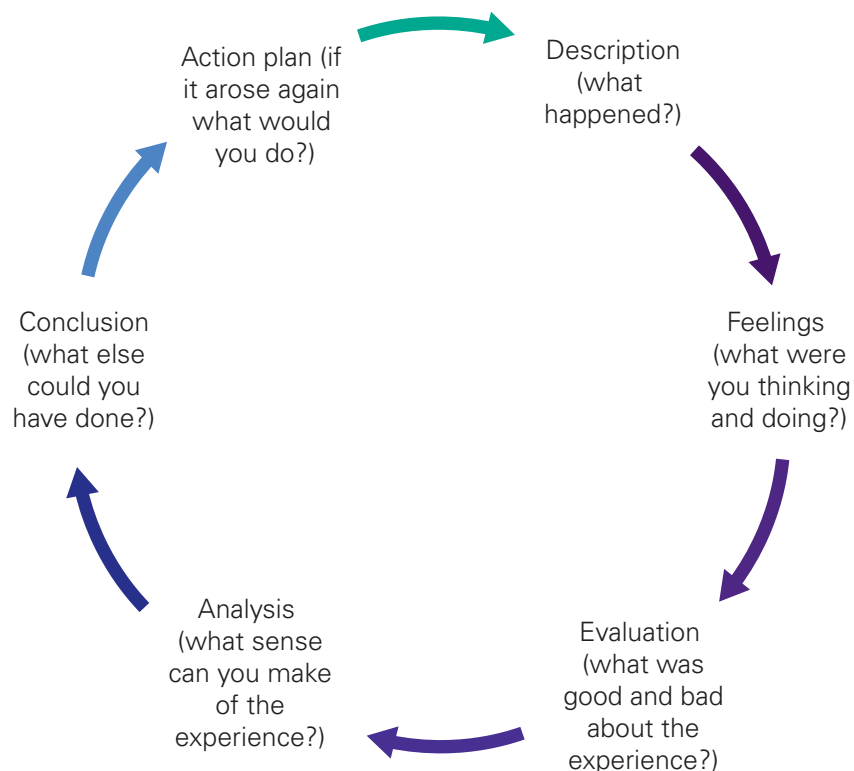 Action plan (if
it arose again
what would
you do?)
Description
(what
happened?)
Feelings
(what were
you thinking
and doing?)
Evaluation
(what was
good and bad
about the
experience?)
Analysis
(what sense
can you make
of the
experience?)
Conclusion
(what else
could you
have done?)